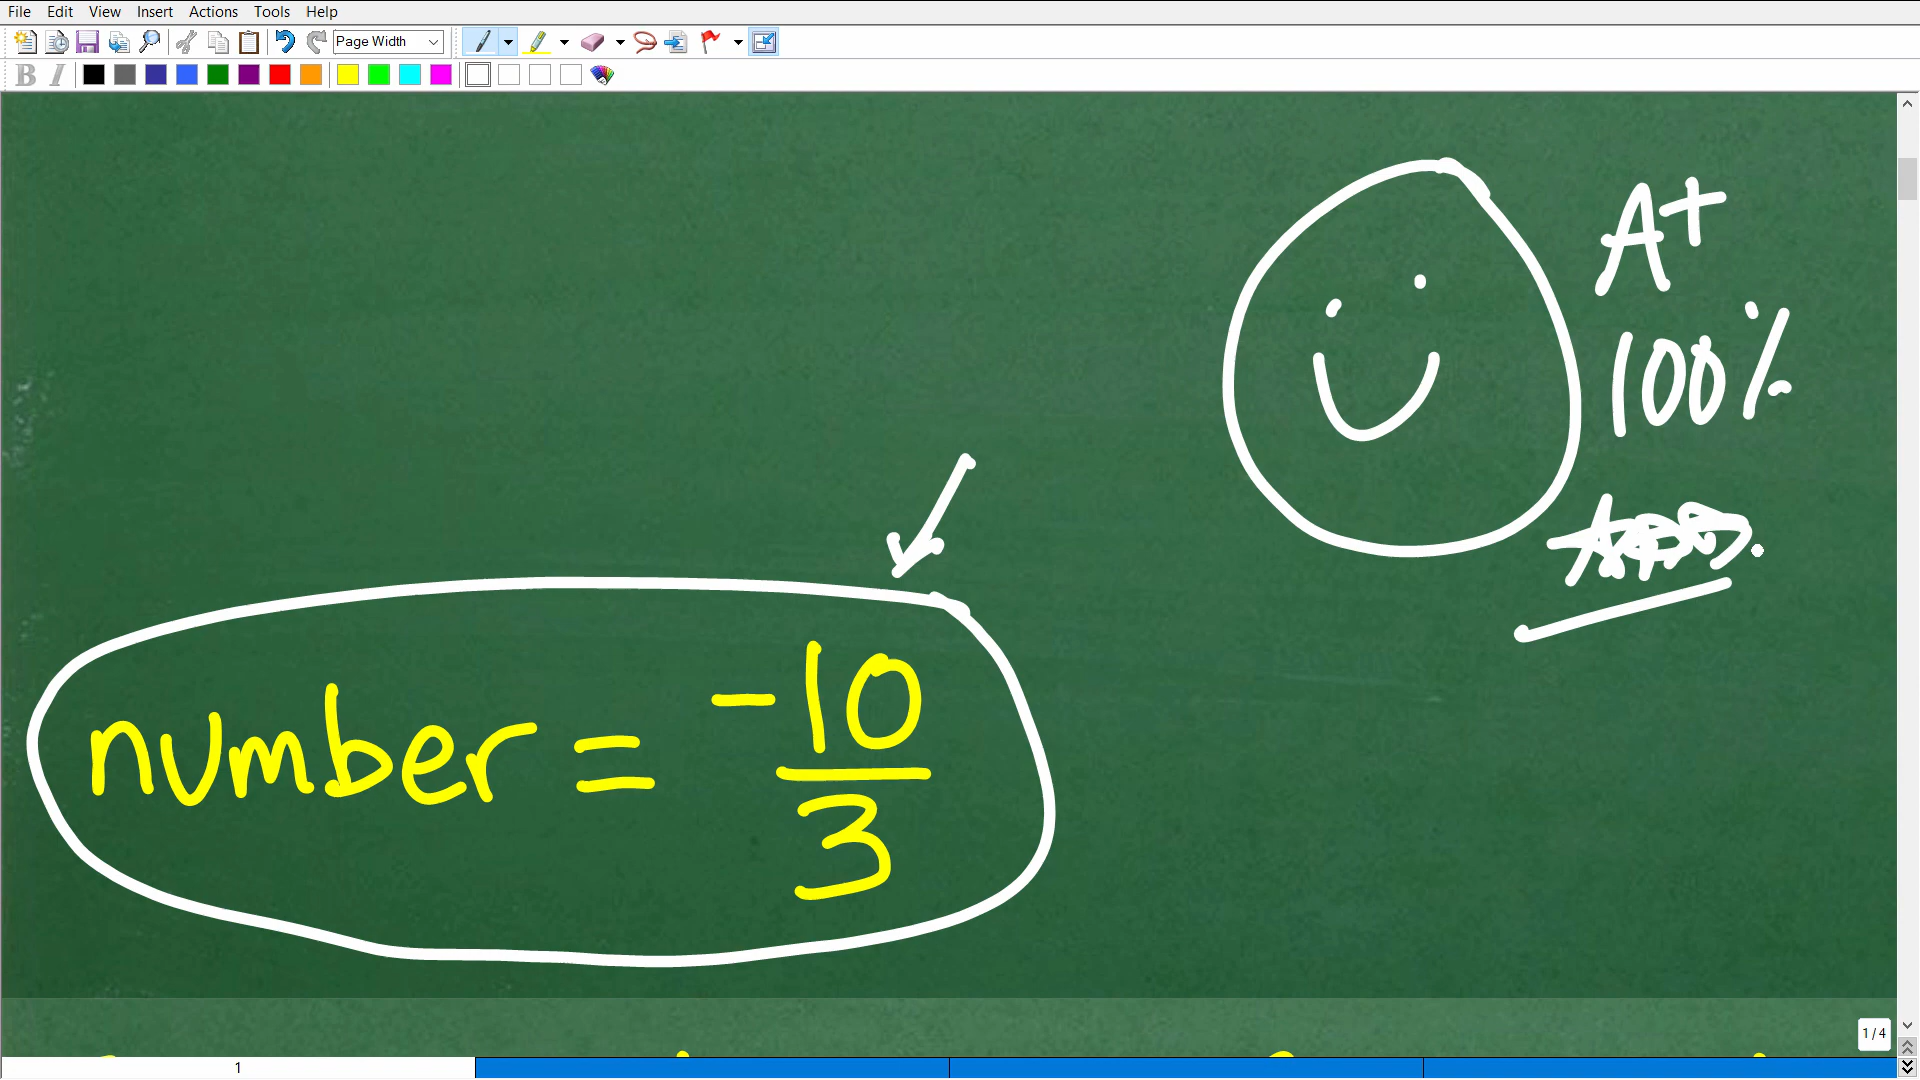 File Edit View Insert Actions Tools Help
Page Width
B I
A+
100%
number = -10/3
1 / 4
1